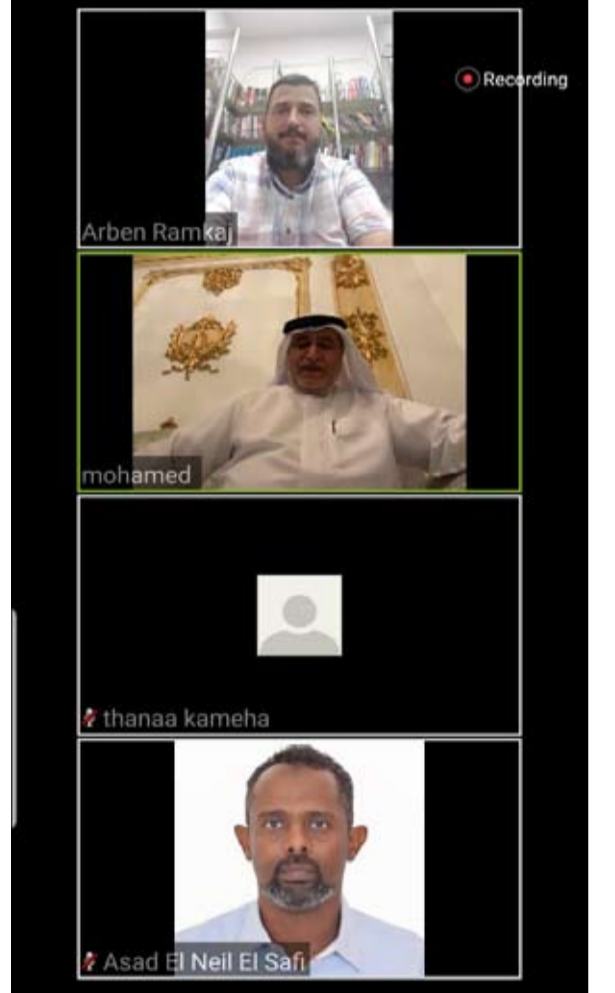 Recording
Arben Ramkaj
mohamed
thanaa kameha
Asad El Neil El Safi